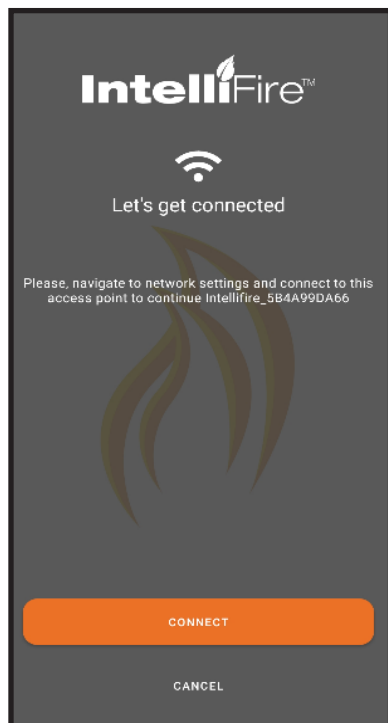 IntelliFire™
Let's get connected
Please, navigate to network settings and connect to this
access point to continue Intellifire_5B4A99DA66
CONNECT
CANCEL